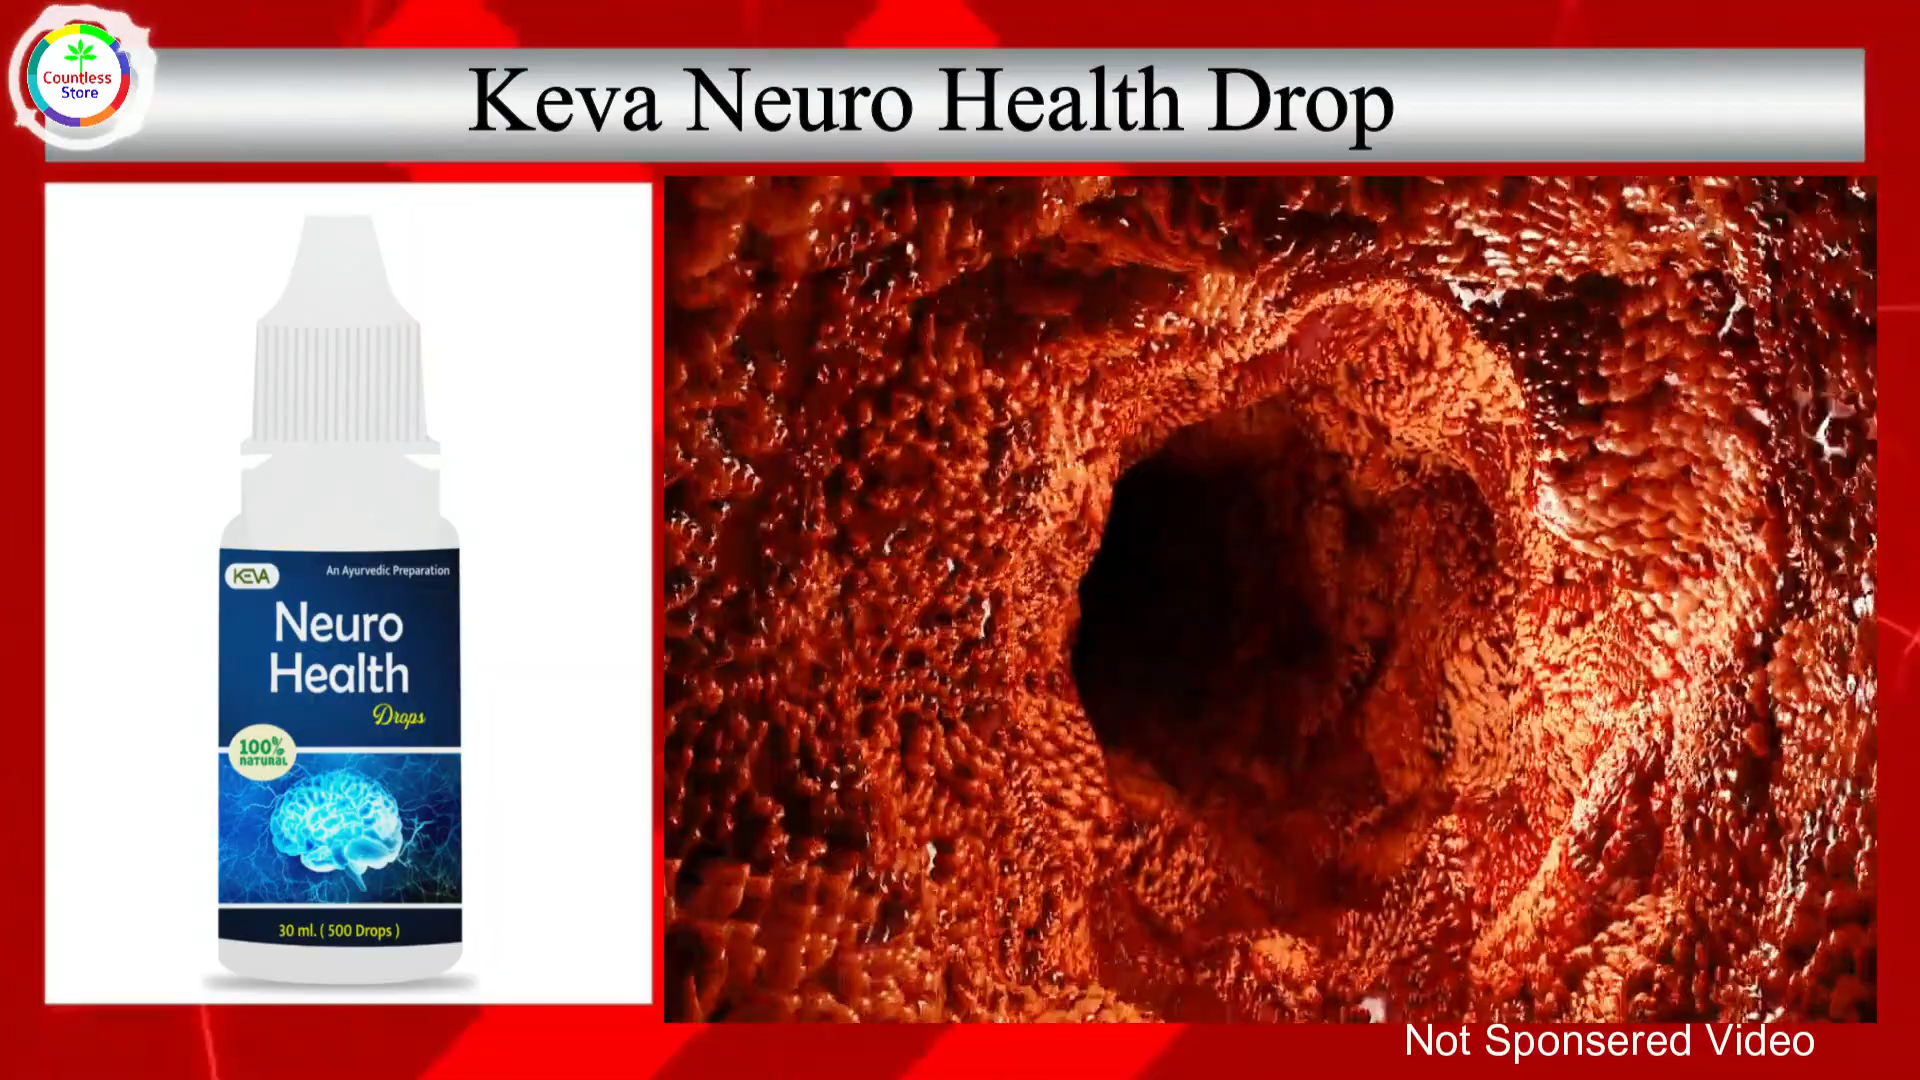 Countless
Store
Keva Neuro Health Drop
KEVA
An Ayurvedic Preparation
Neuro
Health
Drops
100%
natural
30 ml. ( 500 Drops )
Not Sponsered Video